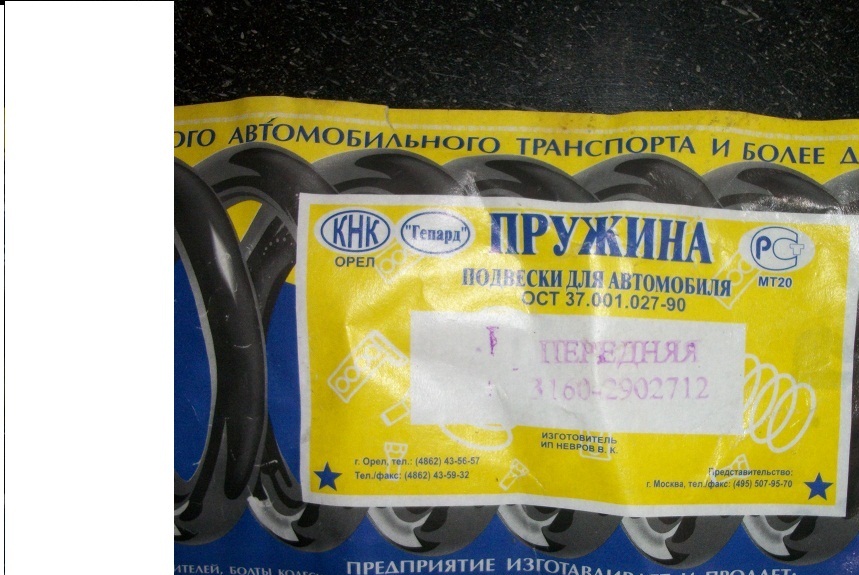 ОГО АВТОМОБИЛЬНОГО ТРАНСПОРТА И БОЛЕЕ Д
КНК "Гепард" ПРУЖИНА РСТ
ОРЕЛ ПОДВЕСКИ ДЛЯ АВТОМОБИЛЯ МТ20
ОСТ 37.001.027-90
ПЕРЕДНЯЯ
3160-2902712
ИЗГОТОВИТЕЛЬ
ИП НЕВРОВ В. К.
г. Орел, тел.: (4862) 43-56-57
Тел./факс: (4862) 43-59-32
Представительство:
г. Москва, тел./факс: (495) 507-95-70
ИТЕЛЕЙ, БОЛТЫ ПРЕДПРИЯТИЕ ИЗГОТАВЛИВАЕТ И ПРОДАЕТ: